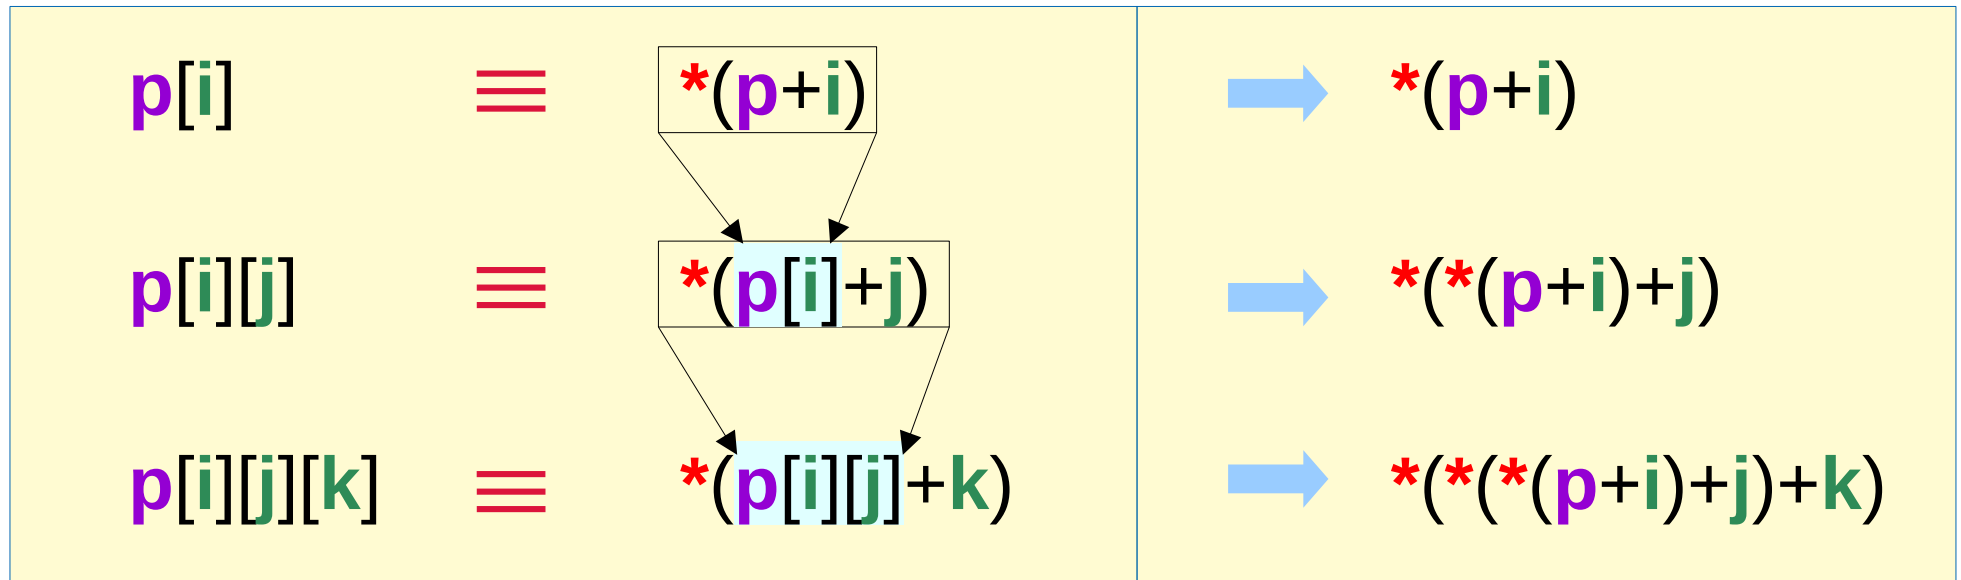 p[i] ≡ *(p+i) *(p+i)
p[i][j] ≡ *(p[i]+j) *(*(p+i)+j)
p[i][j][k] ≡ *(p[i][j]+k) *(*(*(p+i)+j)+k)